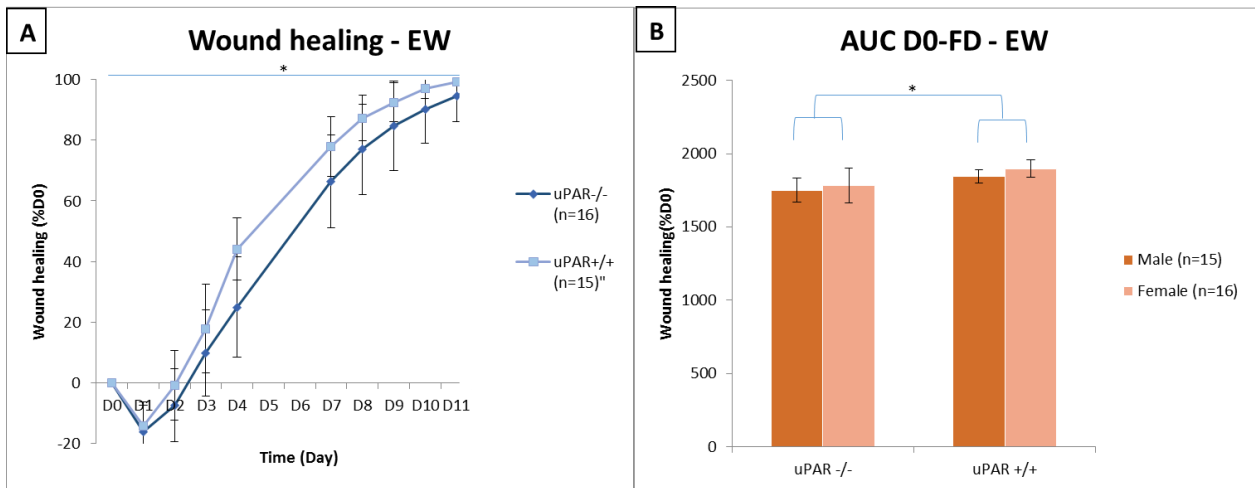 A
Wound healing - EW
*
100
80
60
40
20
0
-20
D0 D1 D2 D3 D4 D5 D6 D7 D8 D9 D10 D11
Wound healing (%D0)
Time (Day)
uPAR-/-
(n=16)
uPAR+/+
(n=15)"
B
AUC D0-FD - EW
*
2500
2000
1500
1000
500
0
Wound healing(%D0)
uPAR -/- uPAR +/+
Male (n=15)
Female (n=16)